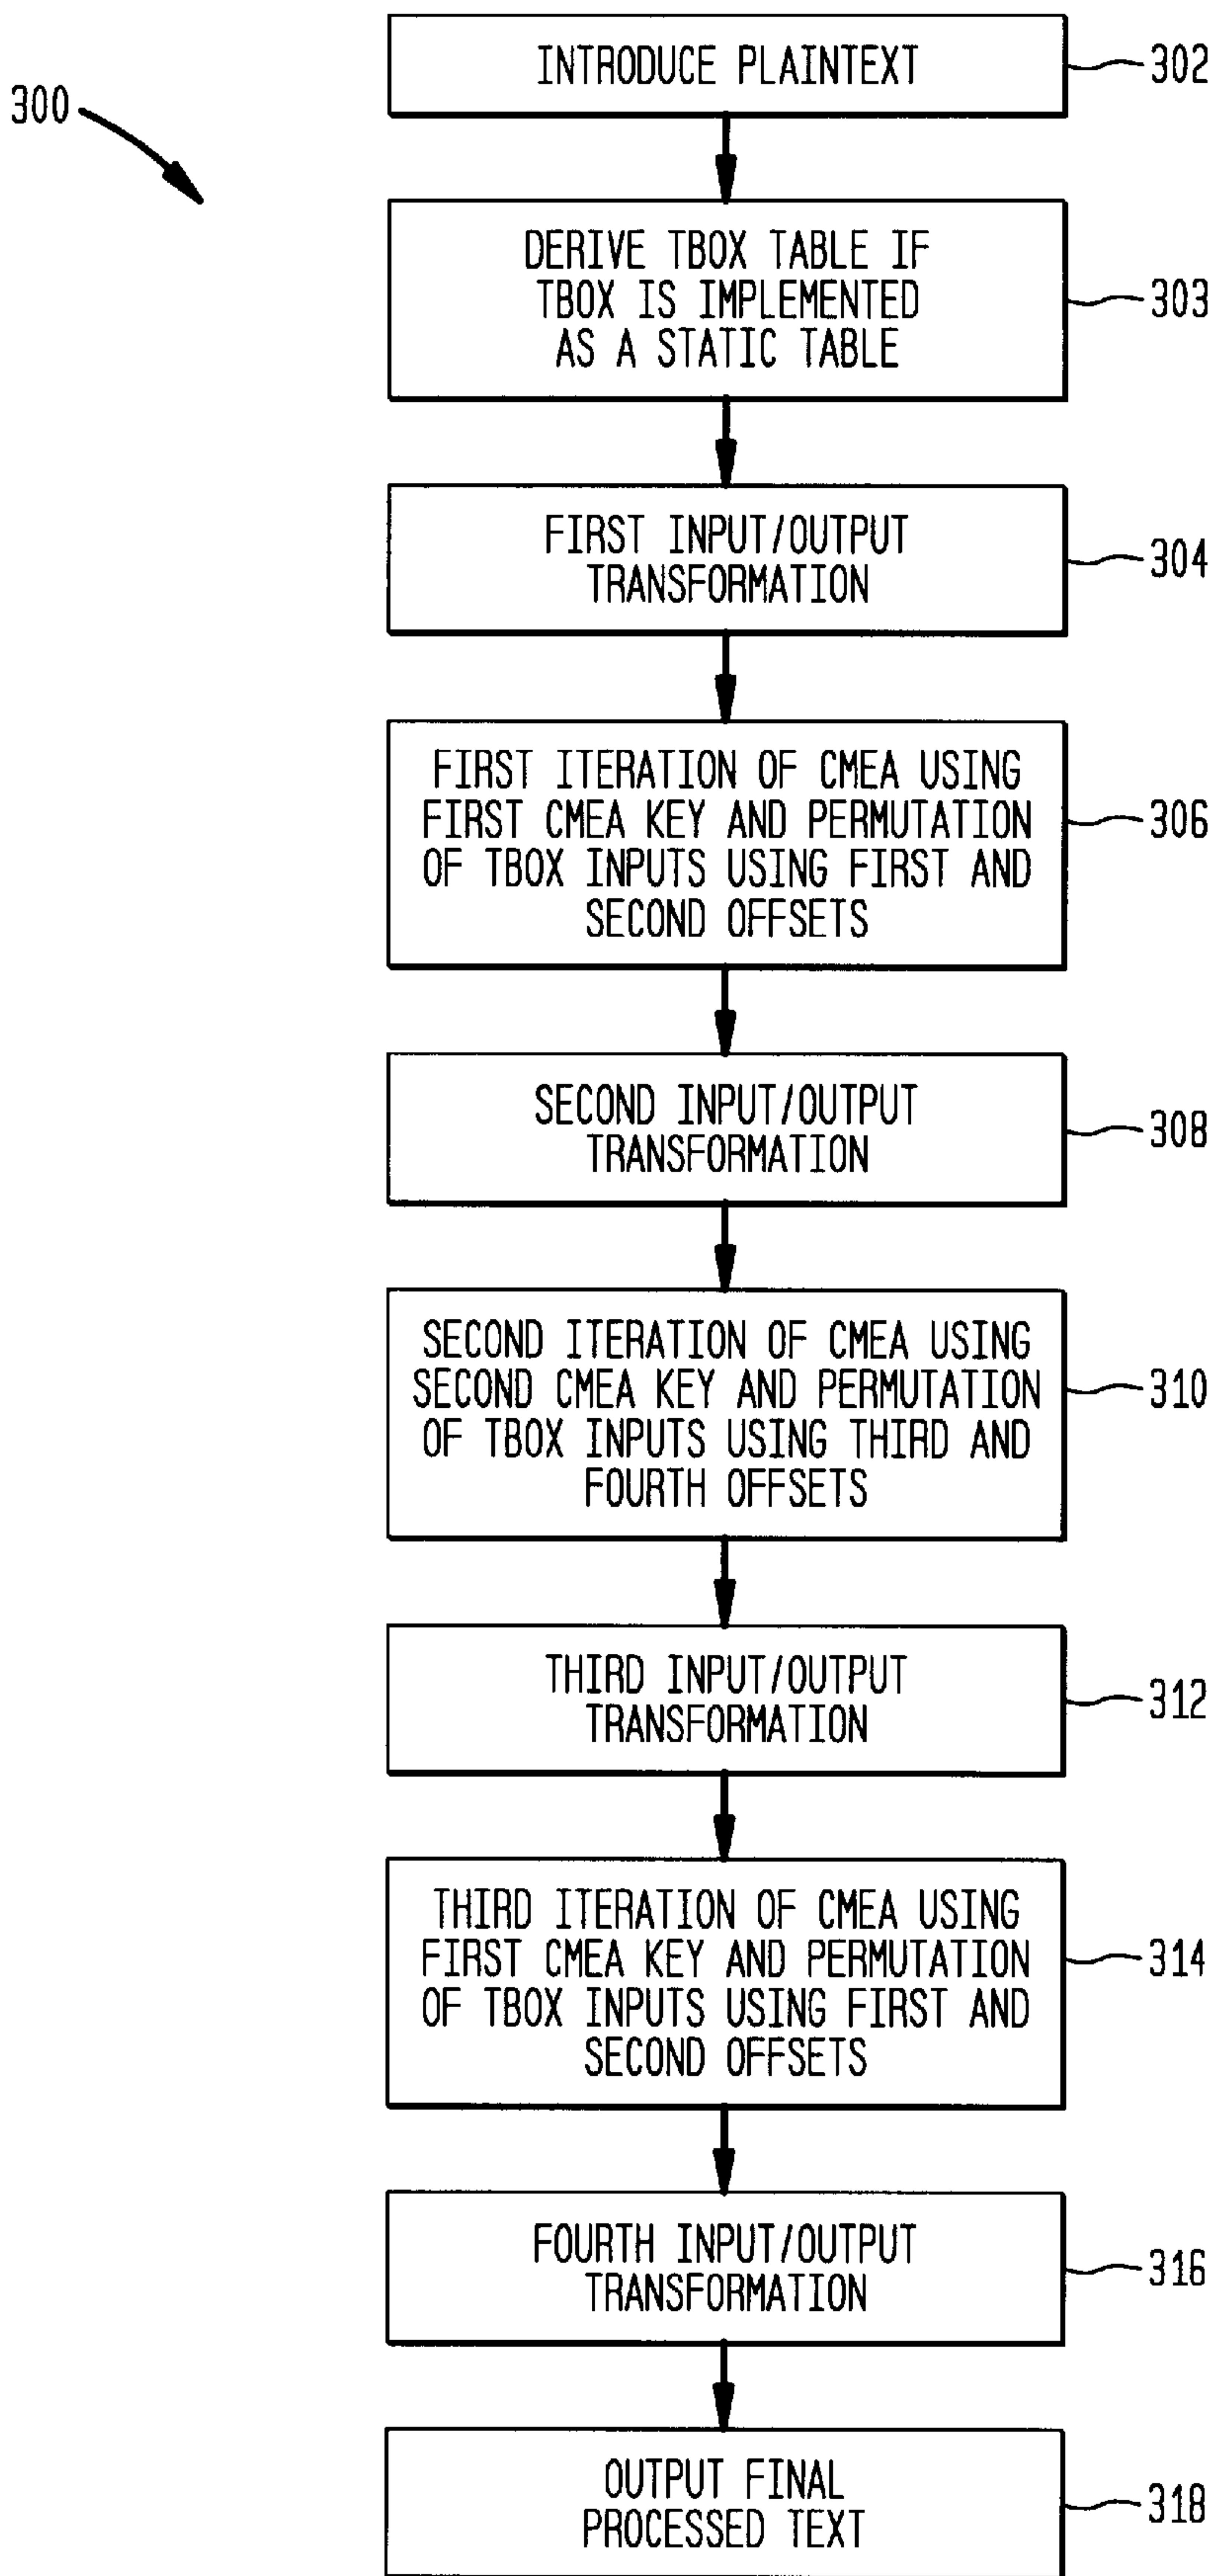 INTRODUCE PLAINTEXT
302
300
DERIVE TBOX TABLE IF
TBOX IS IMPLEMENTED
AS A STATIC TABLE
303
FIRST INPUT/OUTPUT
TRANSFORMATION
304
FIRST ITERATION OF CMEA USING
FIRST CMEA KEY AND PERMUTATION
OF TBOX INPUTS USING FIRST AND
SECOND OFFSETS
306
SECOND INPUT/OUTPUT
TRANSFORMATION
308
SECOND ITERATION OF CMEA USING
SECOND CMEA KEY AND PERMUTATION
OF TBOX INPUTS USING THIRD AND
FOURTH OFFSETS
310
THIRD INPUT/OUTPUT
TRANSFORMATION
312
THIRD ITERATION OF CMEA USING
FIRST CMEA KEY AND PERMUTATION
OF TBOX INPUTS USING FIRST AND
SECOND OFFSETS
314
FOURTH INPUT/OUTPUT
TRANSFORMATION
316
OUTPUT FINAL
PROCESSED TEXT
318